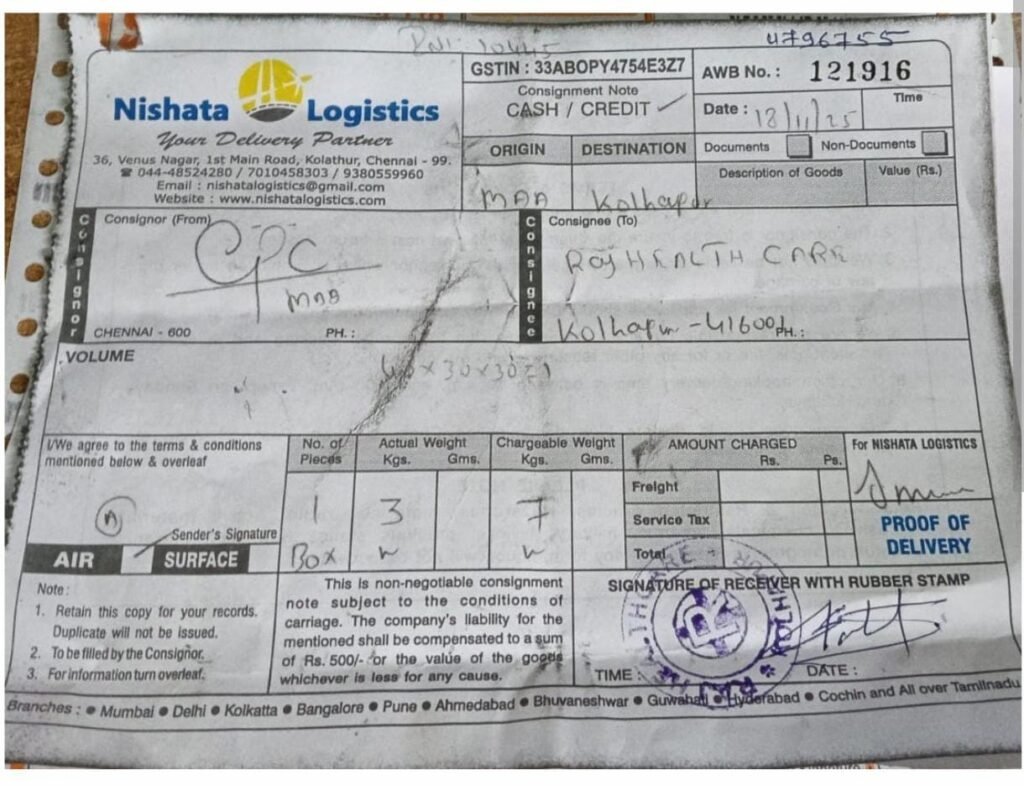 4796755
Nishata Logistics
Your Delivery Partner
36, Venus Nagar, 1st Main Road, Kolathur, Chennai - 99.
☎ 044-48524280 / 7010458303 / 9380559960
Email : nishatalogistics@gmail.com
Website : www.nishatalogistics.com
GSTIN : 33ABOPY4754E3Z7
Consignment Note
CASH / CREDIT
AWB No. : 121916
Date : 18/11/25
Time
ORIGIN
DESTINATION
Documents
Non-Documents
Description of Goods
Value (Rs.)
MAA
Kolhapur
Consignor
Consignor (From)
CPC
MAA
CHENNAI - 600
PH. :
Consignee
Consignee (To)
HEALTH CARE
Kolhapur
PH. :
VOLUME
x 30 x 30 = 1
I/We agree to the terms & conditions
mentioned below & overleaf
Sender's Signature
AIR
SURFACE
No. of Pieces
Actual Weight
Kgs. Gms.
Chargeable Weight
Kgs. Gms.
1
Box
3
7
AMOUNT CHARGED
Rs. Ps.
Freight
Service Tax
Total
For NISHATA LOGISTICS
PROOF OF
DELIVERY
Note :
1. Retain this copy for your records.
Duplicate will not be issued.
2. To be filled by the Consignor.
3. For information turn overleaf.
This is non-negotiable consignment
note subject to the conditions of
carriage. The company's liability for the
mentioned shall be compensated to a sum
of Rs. 500/- or the value of the goods
whichever is less for any cause.
SIGNATURE OF RECEIVER WITH RUBBER STAMP
TIME :
DATE :
Branches : ● Mumbai ● Delhi ● Kolkatta ● Bangalore ● Pune ● Ahmedabad ● Bhuvaneshwar ● Guwahati ● Hyderabad ● Cochin and All over Tamilnadu